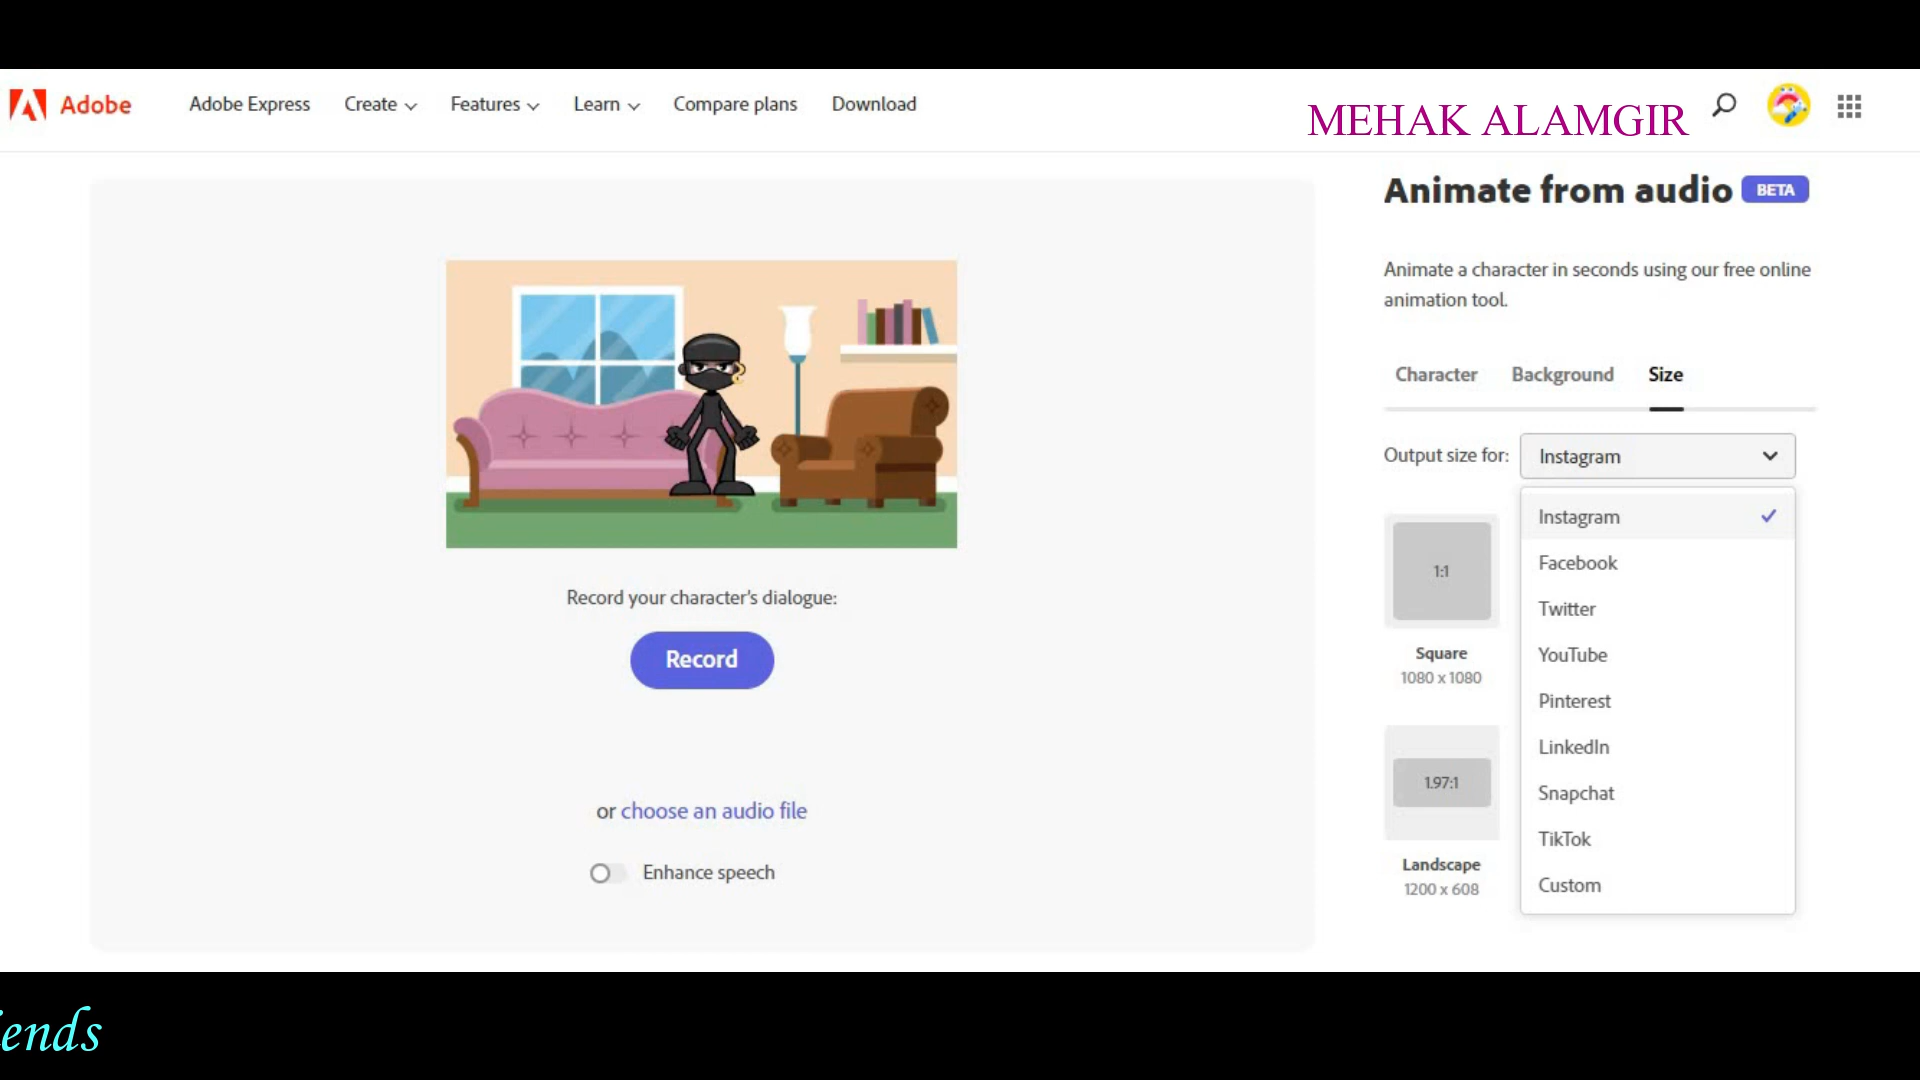 Adobe
Adobe Express
Create
Features
Learn
Compare plans
Download
MEHAK ALAMGIR
Animate from audio BETA
Animate a character in seconds using our free online
animation tool.
Character
Background
Size
Output size for:
Instagram
Instagram
Facebook
Twitter
YouTube
Pinterest
LinkedIn
Snapchat
TikTok
Custom
1:1
Square
1080 x 1080
1.97:1
Landscape
1200 x 608
Record your character's dialogue:
Record
or choose an audio file
Enhance speech